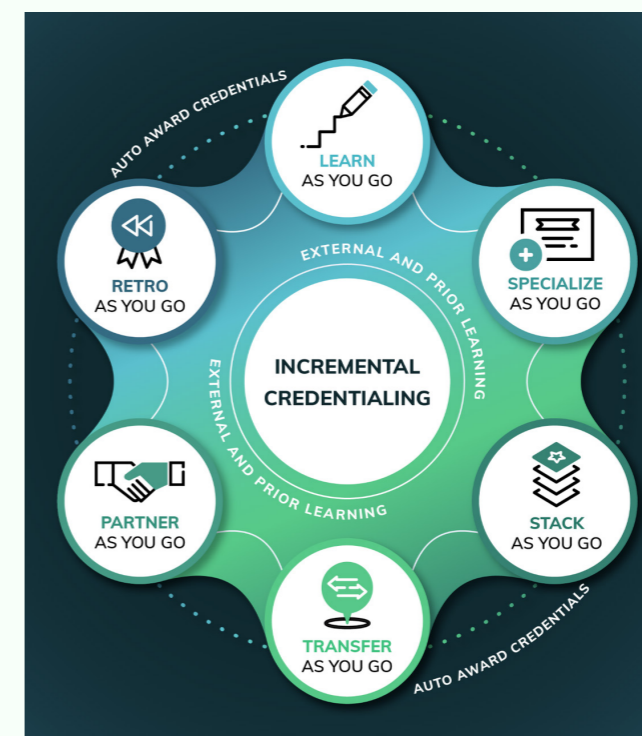 AUTO AWARD CREDENTIALS
LEARN
AS YOU GO
RETRO
AS YOU GO
SPECIALIZE
AS YOU GO
EXTERNAL AND PRIOR LEARNING
INCREMENTAL
CREDENTIALING
EXTERNAL AND PRIOR LEARNING
PARTNER
AS YOU GO
STACK
AS YOU GO
TRANSFER
AS YOU GO
AUTO AWARD CREDENTIALS